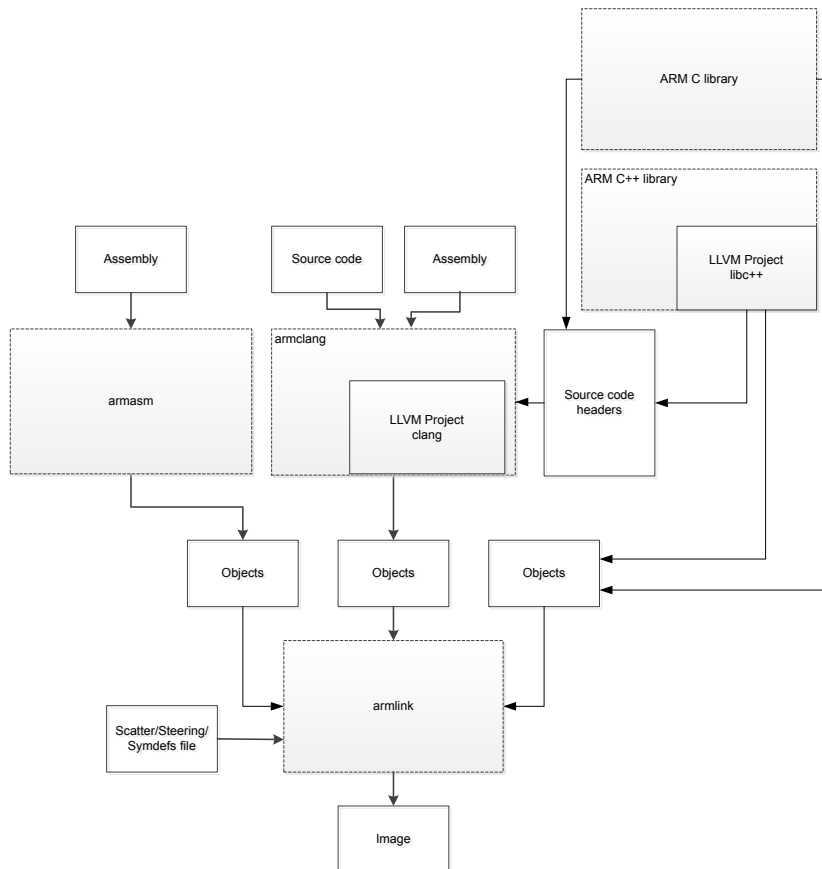 ARM C library
ARM C++ library
LLVM Project
libc++
Assembly
Source code
Assembly
armclang
armasm
LLVM Project
clang
Source code
headers
Objects
Objects
Objects
armlink
Scatter/Steering/
Symdefs file
Image